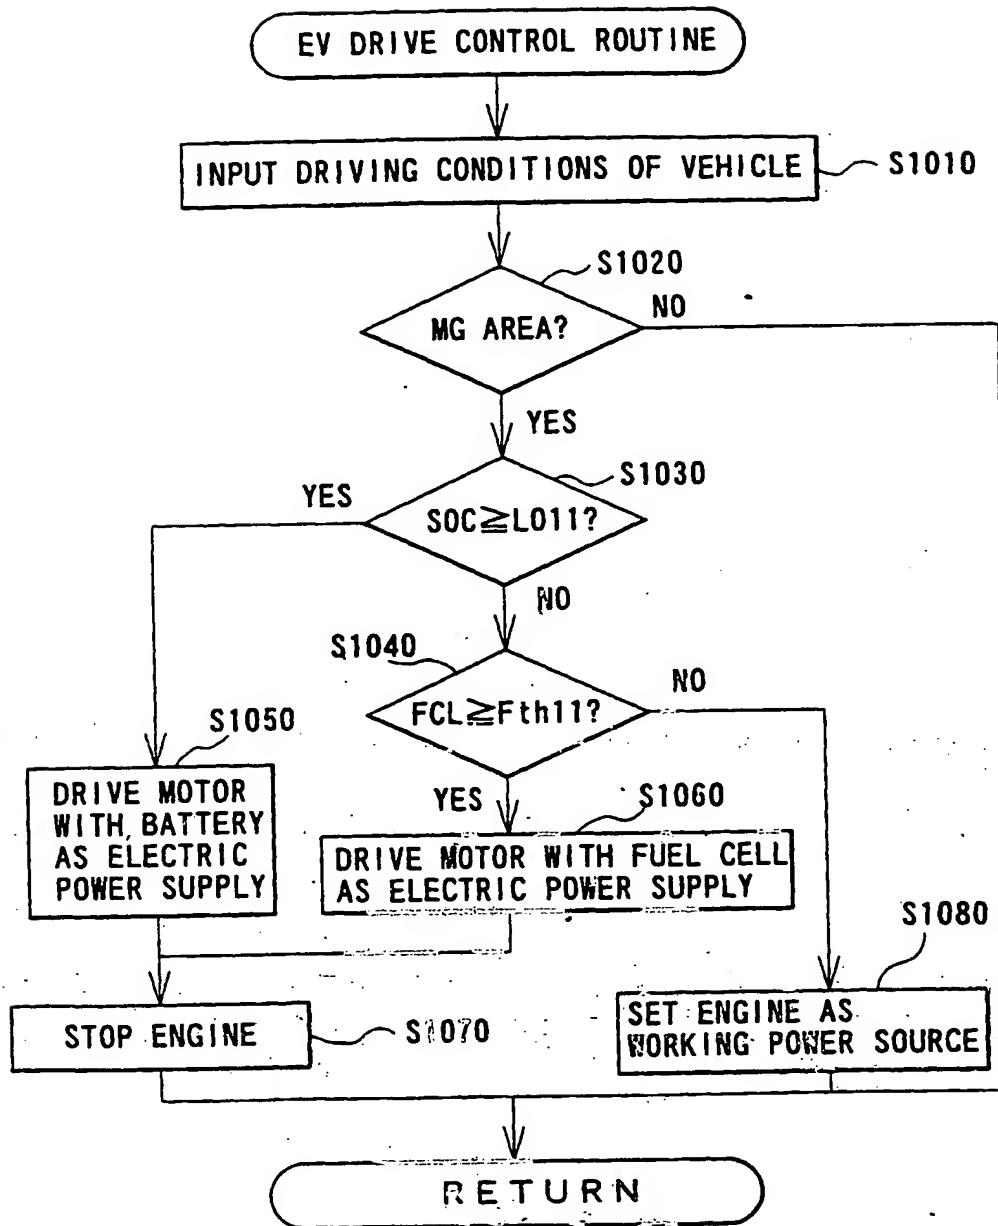 EV DRIVE CONTROL ROUTINE
INPUT DRIVING CONDITIONS OF VEHICLE
S1010
S1020
MG AREA?
NO
YES
S1030
YES
SOC≧LO11?
NO
S1040
FCL≧Fth11?
NO
S1050
DRIVE MOTOR
WITH BATTERY
AS ELECTRIC
POWER SUPPLY
YES
S1060
DRIVE MOTOR WITH FUEL CELL
AS ELECTRIC POWER SUPPLY
S1080
SET ENGINE AS
WORKING POWER SOURCE
STOP ENGINE
S1070
RETURN